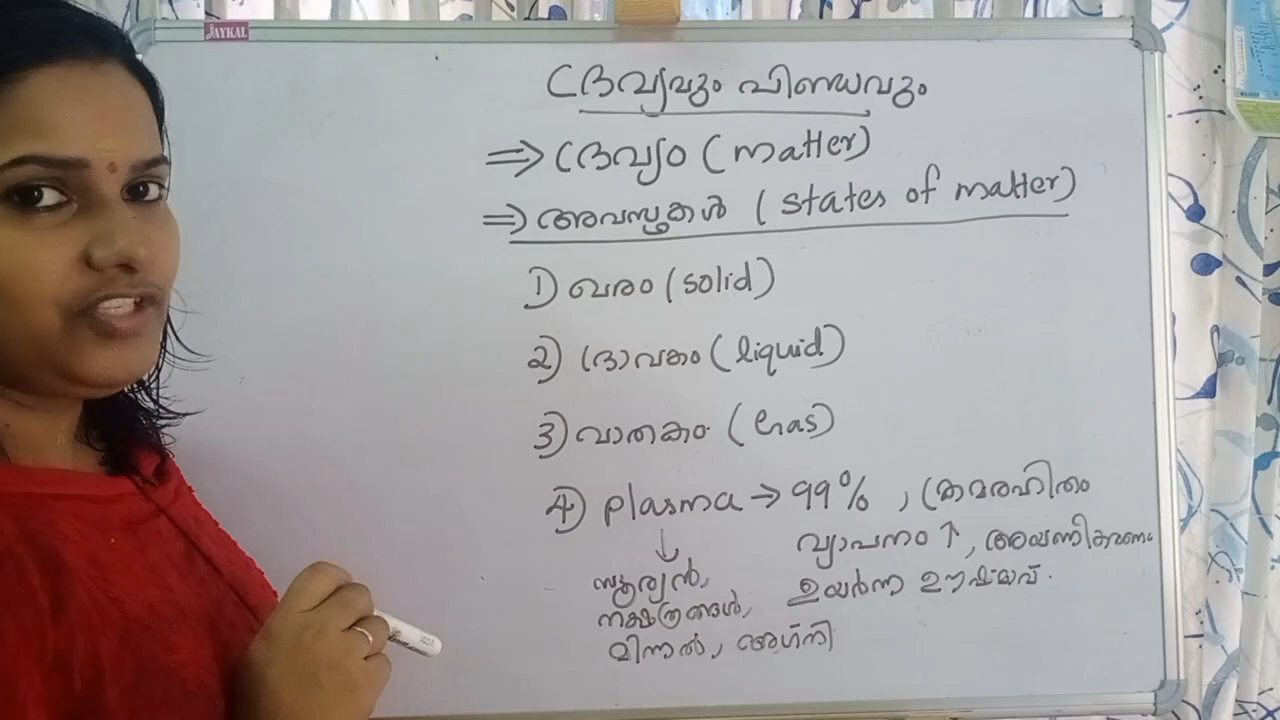 JAYKAL
ദ്രവ്യവും പിണ്ഡവും
⇒ ദ്രവ്യം (matter)
⇒ അവസ്ഥകൾ (states of matter)
1) ഖരം (solid)
2) ദ്രാവകം (liquid)
3) വാതകം (Gas)
4) plasma → 99%, ക്രമരഹിതം
↓ വ്യാപനം ↑, അയണീകരണം
സൂര്യൻ, ഉയർന്ന ഊഷ്മാവ്.
നക്ഷത്രങ്ങൾ,
മിന്നൽ, അഗ്നി